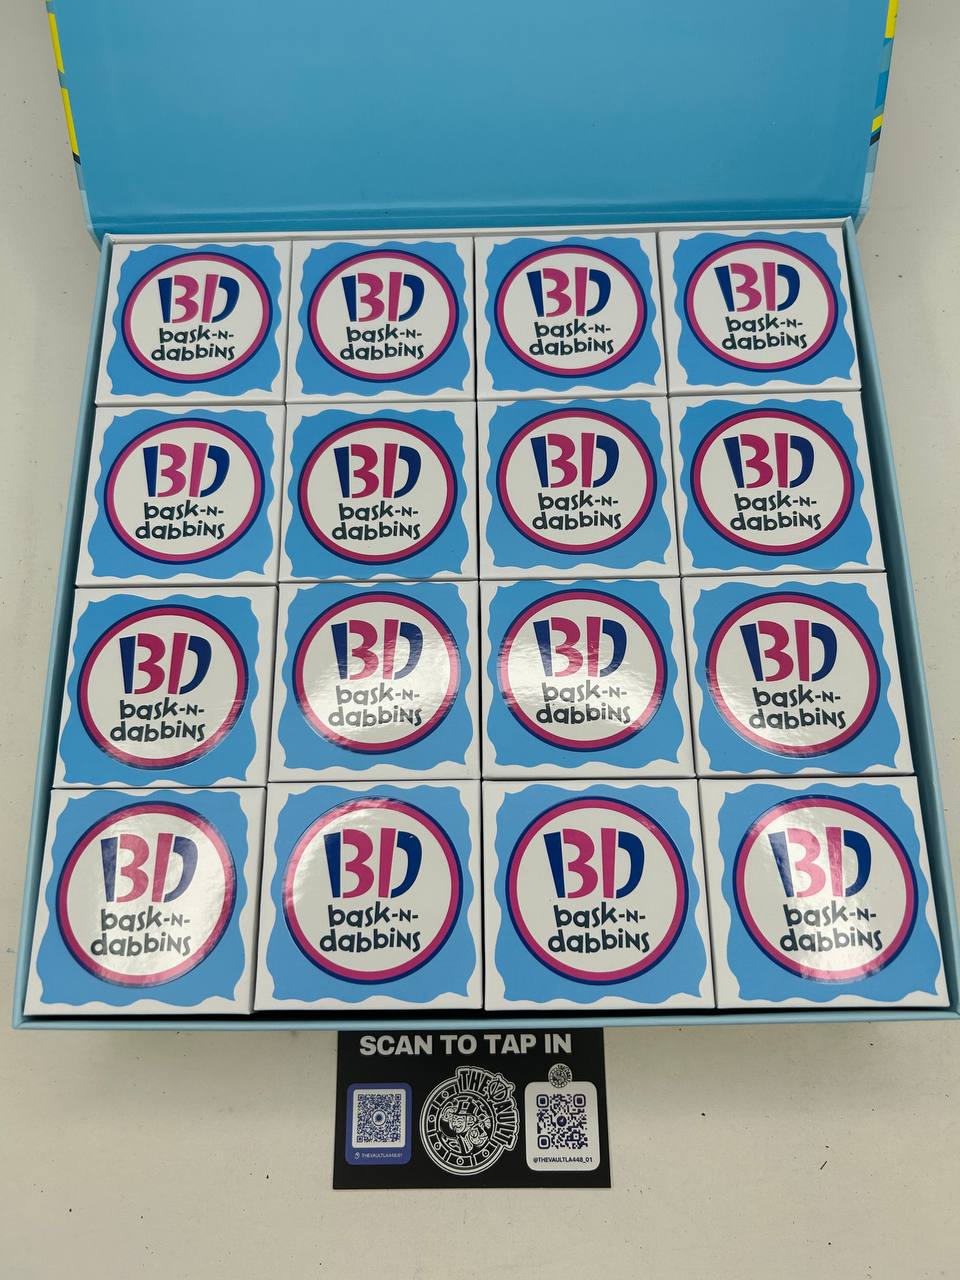 BD BD BD BD
bask-N- bask-N- bask-N- bask-N-
dabbiNs dabbiNs dabbiNs dabbiNs
BD BD BD BD
bask-N- bask-N- bask-N- bask-N-
dabbiNs dabbiNs dabbiNs dabbiNs
BD BD BD BD
bask-N- bask-N- bask-N- bask-N-
dabbiNs dabbiNs dabbiNs dabbiNs
BD BD BD BD
bask-N- bask-N- bask-N- bask-N-
dabbiNs dabbiNs dabbiNs dabbiNs
SCAN TO TAP IN
THE VAULT
THEVAULTLA448.01
@THEVAULTLA448_01